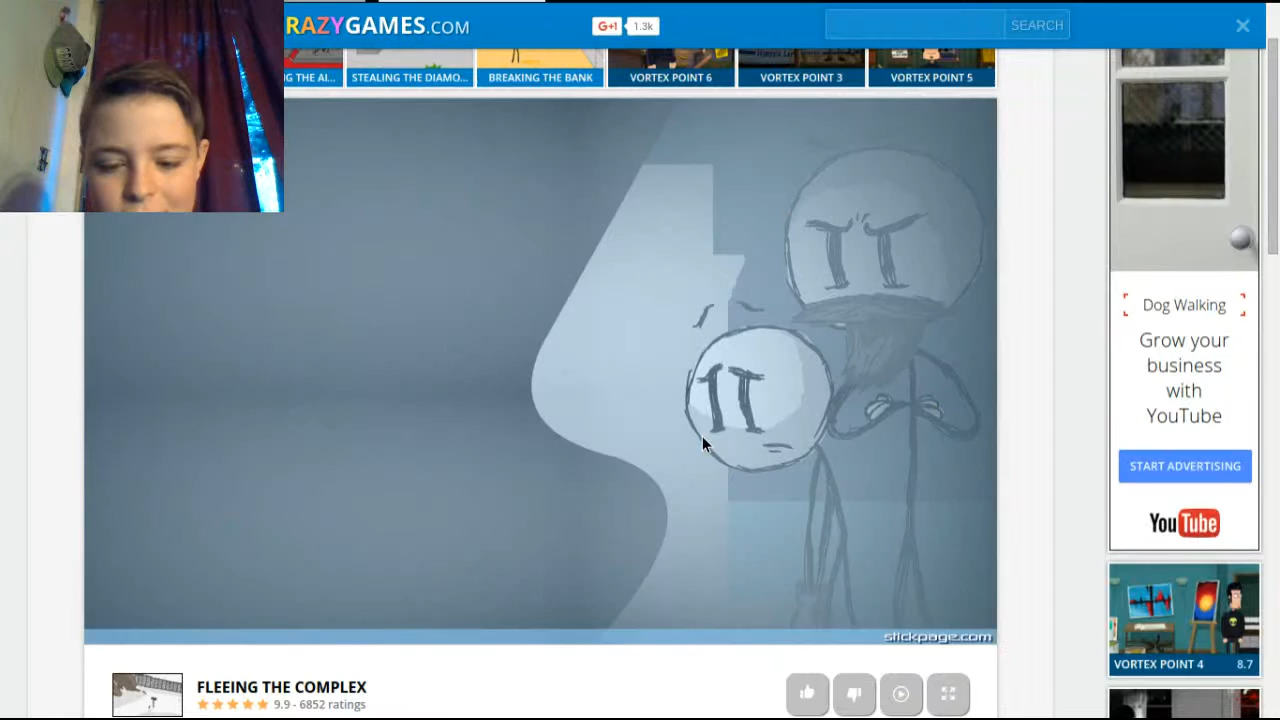 RAZYGAMES.COM
G+1 1.3k
SEARCH
G THE AI...
STEALING THE DIAMO...
BREAKING THE BANK
VORTEX POINT 6
VORTEX POINT 3
VORTEX POINT 5
Dog Walking
Grow your
business
with
YouTube
START ADVERTISING
YouTube
stickpage.com
VORTEX POINT 4 8.7
FLEEING THE COMPLEX
9.9 - 6852 ratings